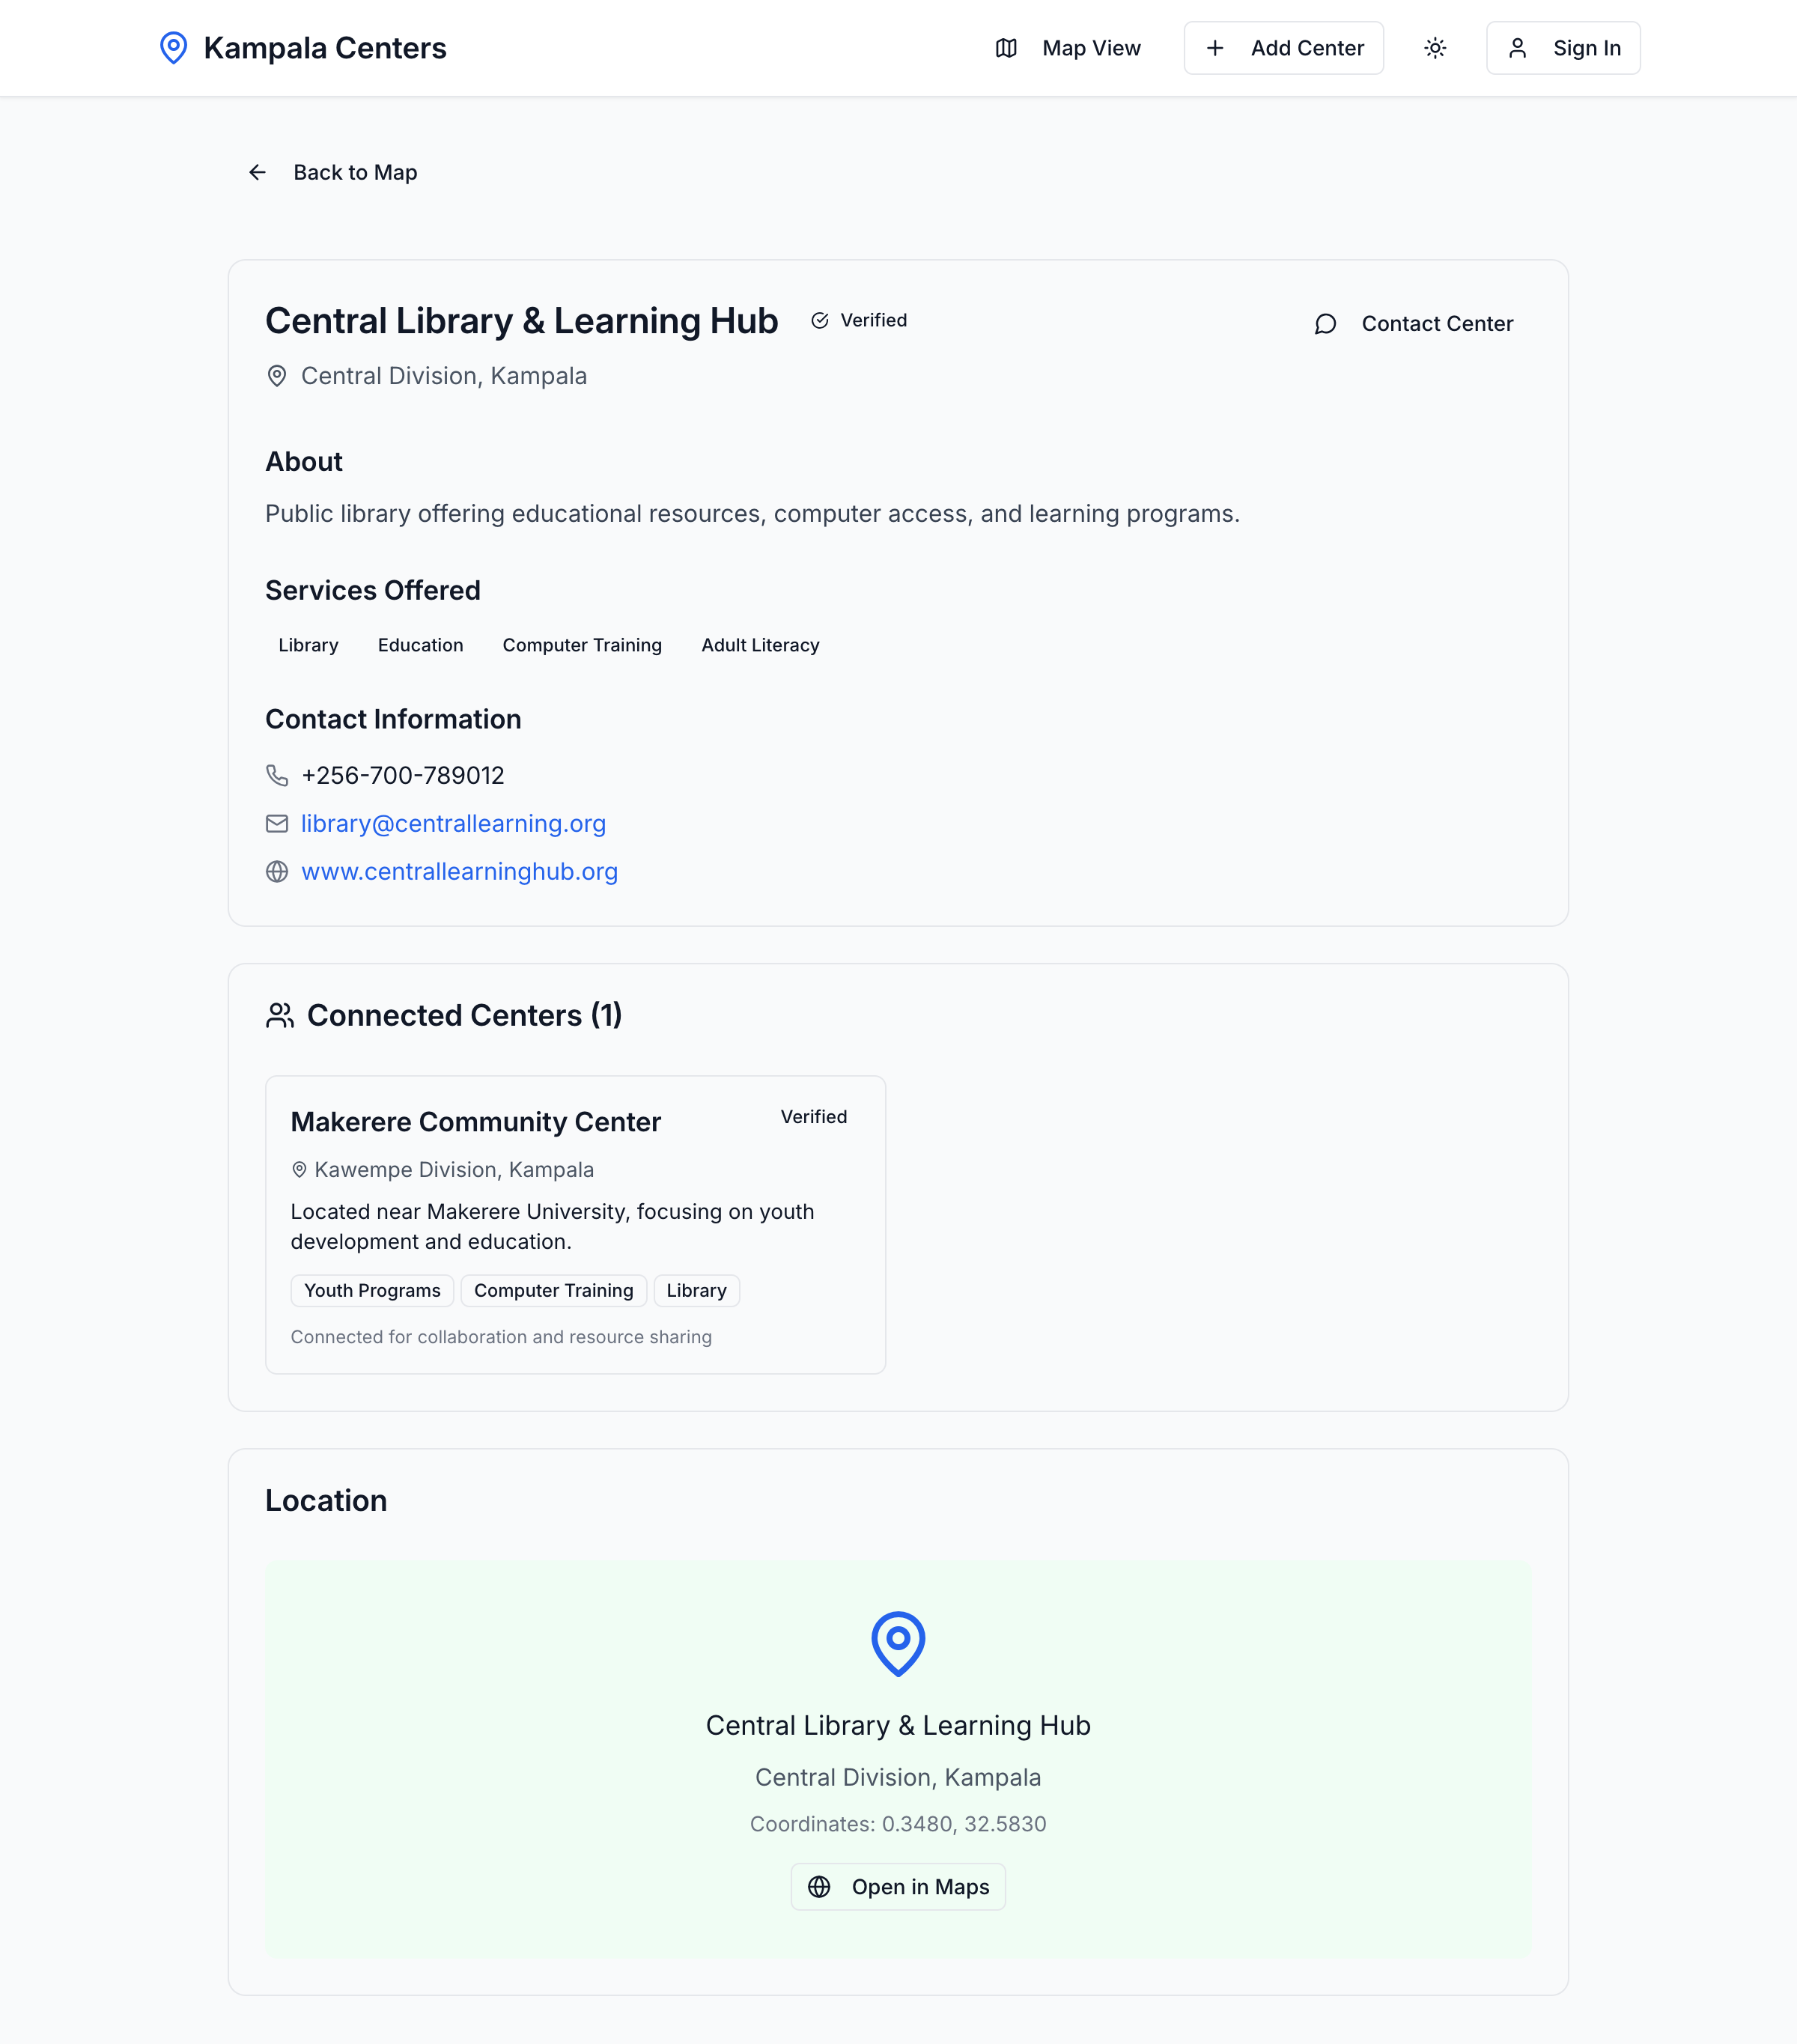 Kampala Centers
Map View
Add Center
Sign In
Back to Map
Central Library & Learning Hub
Verified
Contact Center
Central Division, Kampala
About
Public library offering educational resources, computer access, and learning programs.
Services Offered
Library Education Computer Training Adult Literacy
Contact Information
+256-700-789012
library@centrallearning.org
www.centrallearninghub.org
Connected Centers (1)
Makerere Community Center
Verified
Kawempe Division, Kampala
Located near Makerere University, focusing on youth
development and education.
Youth Programs Computer Training Library
Connected for collaboration and resource sharing
Location
Central Library & Learning Hub
Central Division, Kampala
Coordinates: 0.3480, 32.5830
Open in Maps